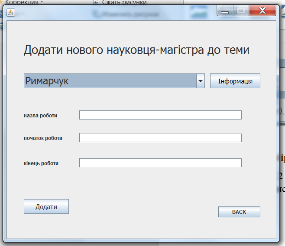 Додати нового науковця-магістра до теми
Римарчук
Інформація
назва роботи
початок роботи
кінець роботи
Додати
BACK